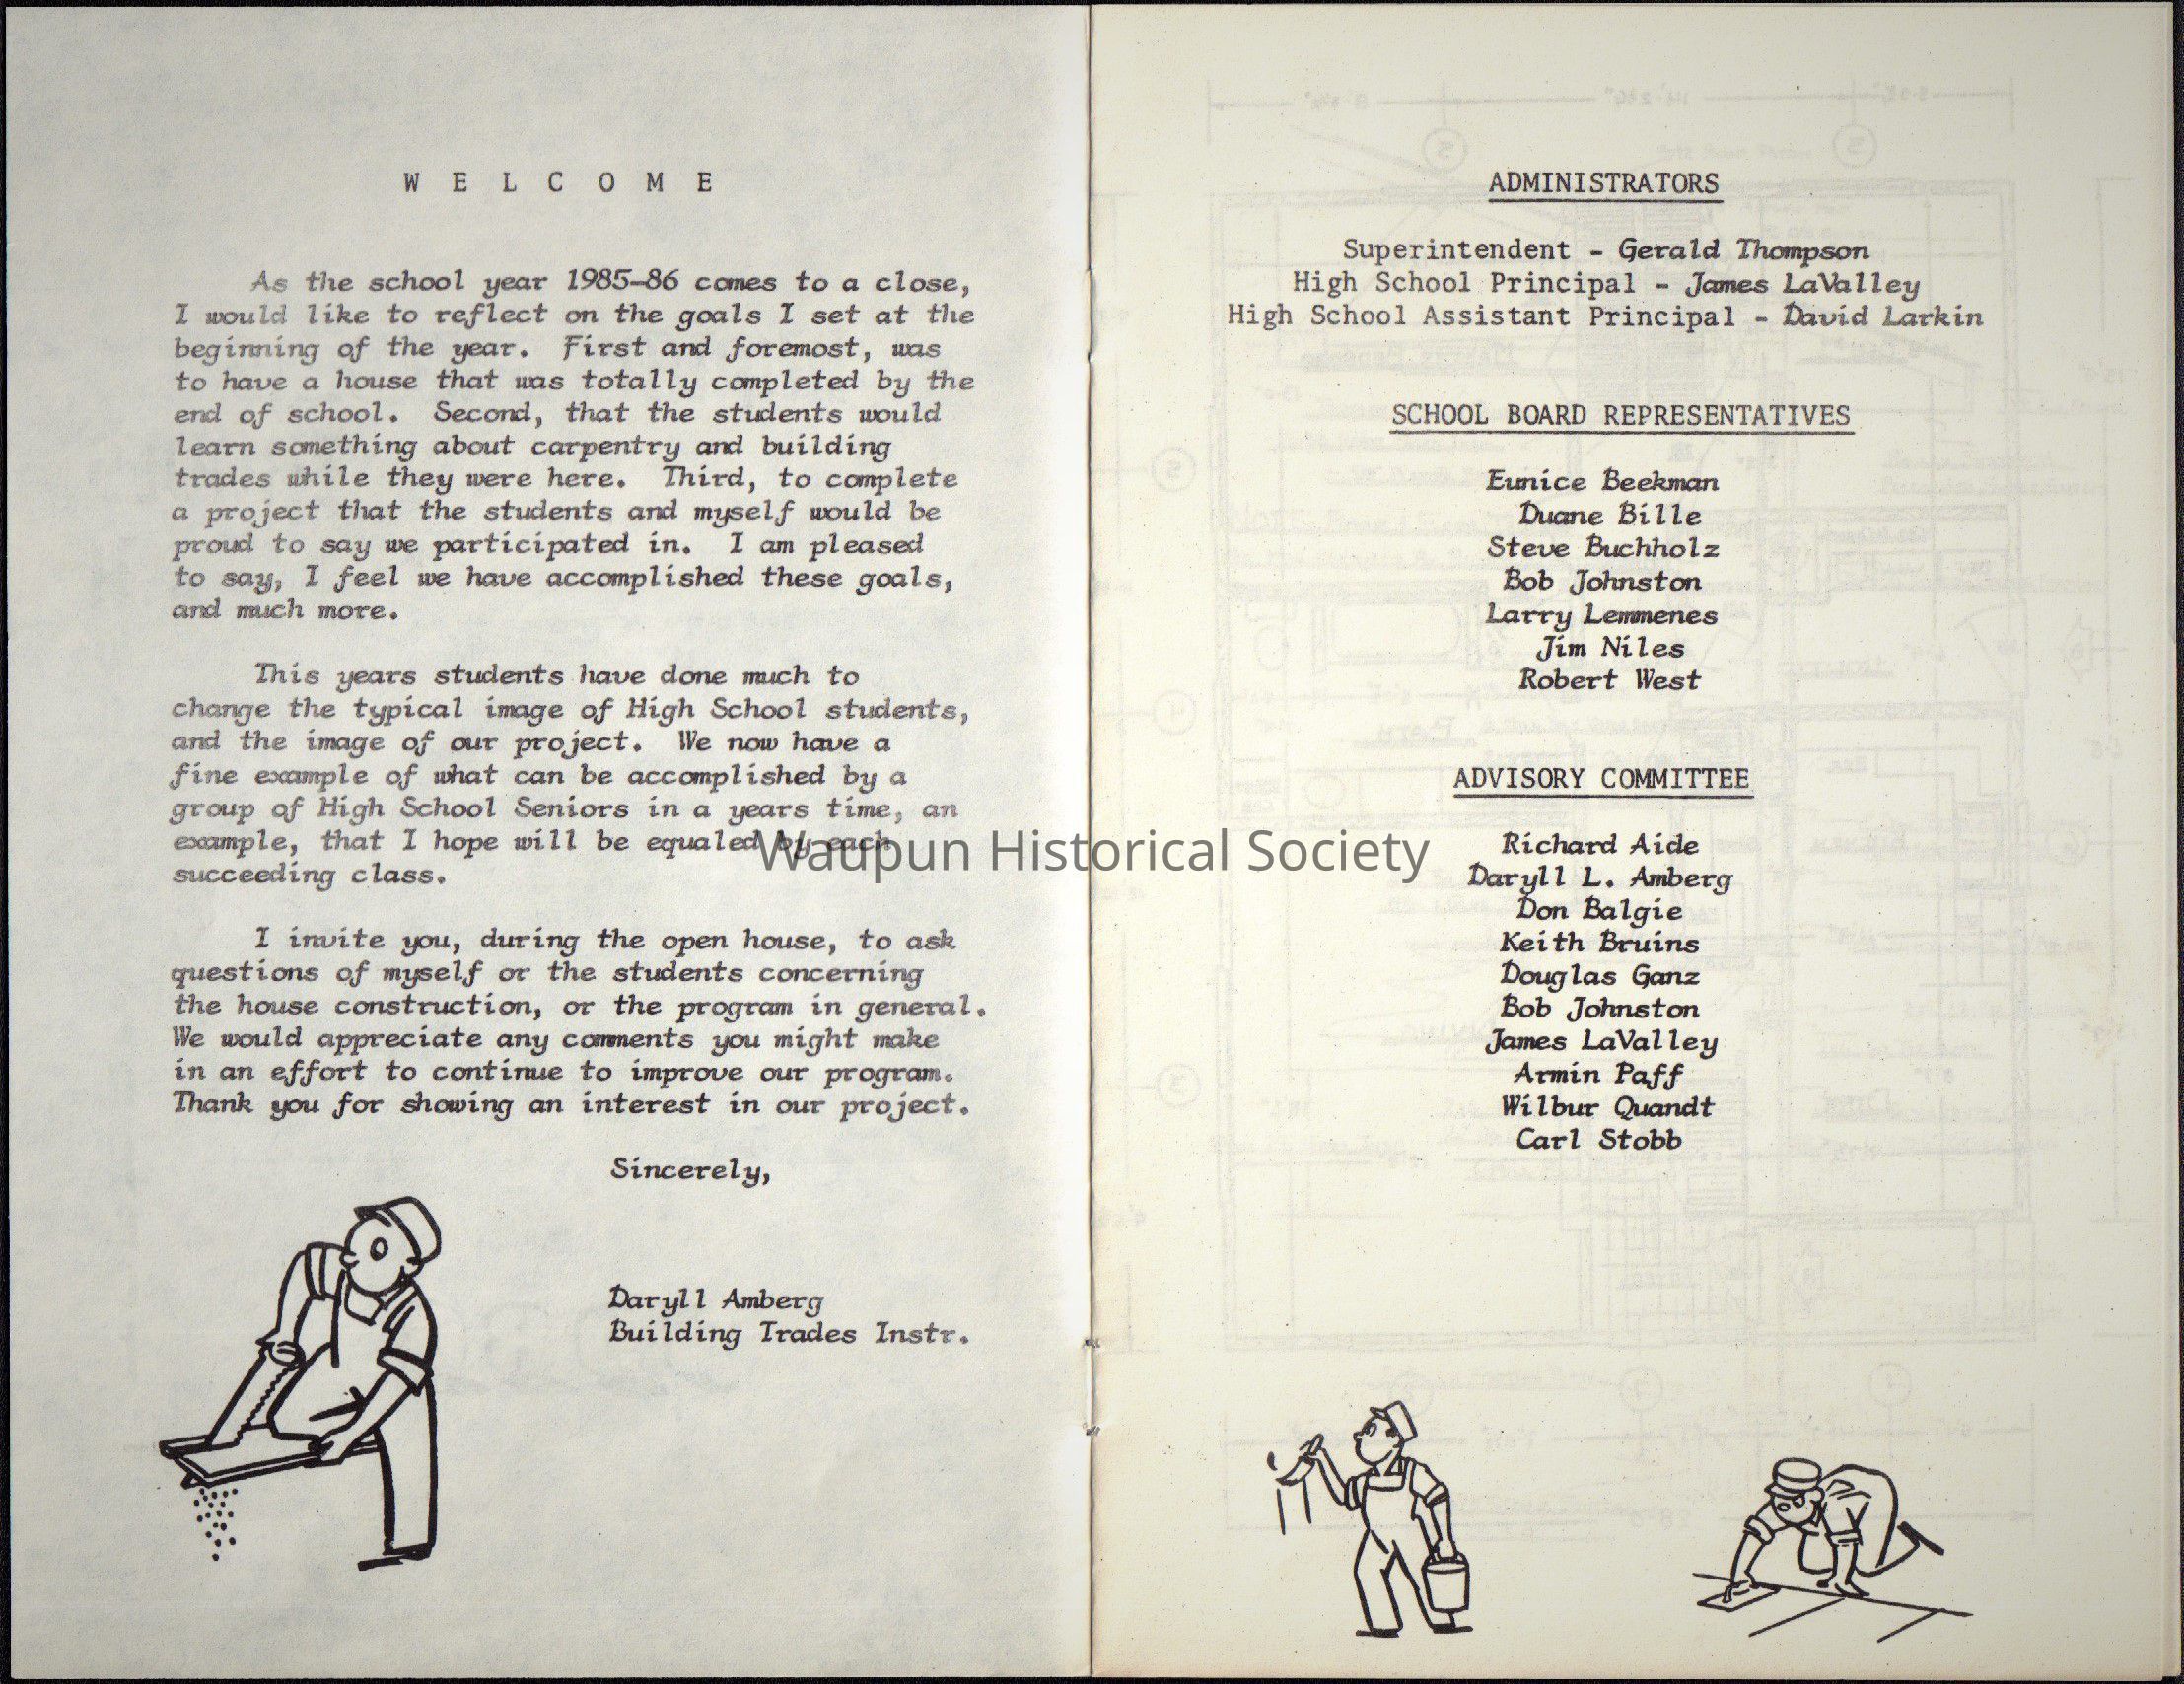 W E L C O M E
As the school year 1985-86 comes to a close,
I would like to reflect on the goals I set at the
beginning of the year. First and foremost, was
to have a house that was totally completed by the
end of school. Second, that the students would
learn something about carpentry and building
trades while they were here. Third, to complete
a project that the students and myself would be
proud to say we participated in. I am pleased
to say, I feel we have accomplished these goals,
and much more.
This years students have done much to
change the typical image of High School students,
and the image of our project. We now have a
fine example of what can be accomplished by a
group of High School Seniors in a years time, an
example, that I hope will be equaled by each
succeeding class.
I invite you, during the open house, to ask
questions of myself or the students concerning
the house construction, or the program in general.
We would appreciate any comments you might make
in an effort to continue to improve our program.
Thank you for showing an interest in our project.
Sincerely,
Daryll Amberg
Building Trades Instr.
ADMINISTRATORS
Superintendent - Gerald Thompson
High School Principal - James LaValley
High School Assistant Principal - David Larkin
SCHOOL BOARD REPRESENTATIVES
Eunice Beekman
Duane Bille
Steve Buchholz
Bob Johnston
Larry Lemmenes
Jim Niles
Robert West
ADVISORY COMMITTEE
Richard Aide
Daryll L. Amberg
Don Balgie
Keith Bruins
Douglas Ganz
Bob Johnston
James LaValley
Armin Paff
Wilbur Quandt
Carl Stobb
Waupun Historical Society